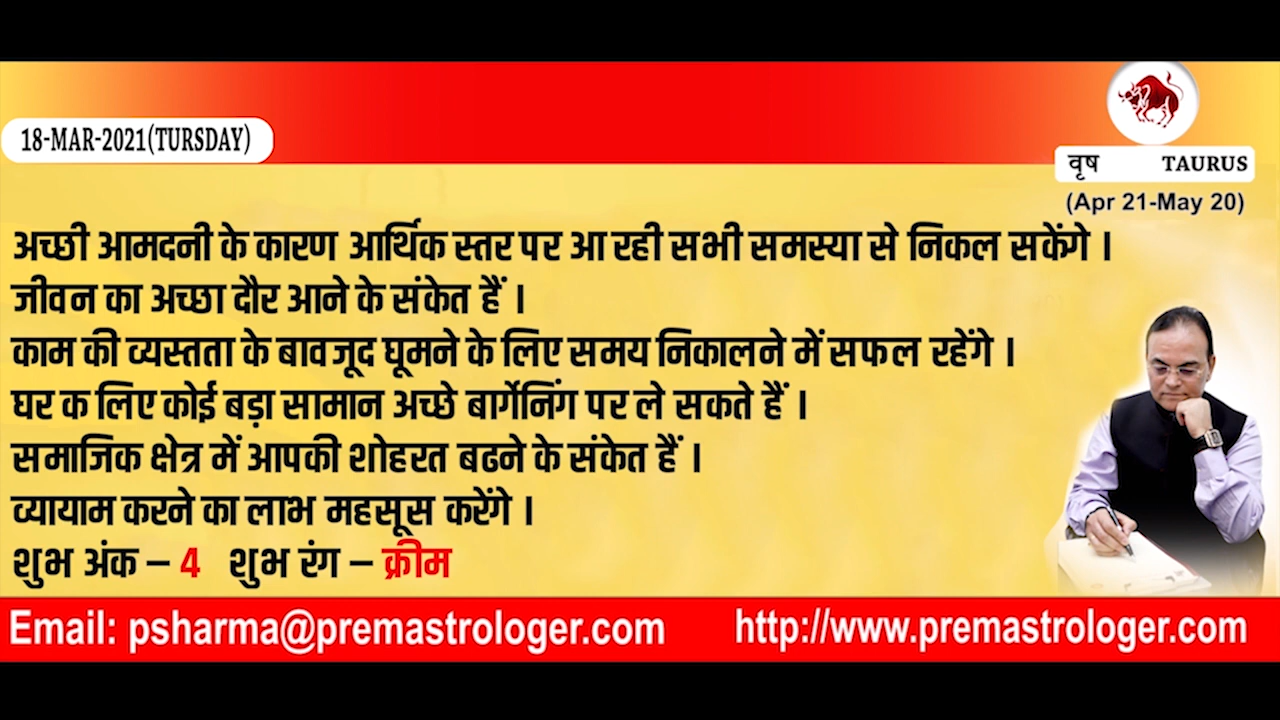 18-MAR-2021(TURSDAY)
वृष TAURUS
(Apr 21-May 20)
अच्छी आमदनी के कारण आर्थिक स्तर पर आ रही सभी समस्या से निकल सकेंगे ।
जीवन का अच्छा दौर आने के संकेत हैं ।
काम की व्यस्तता के बावजूद घूमने के लिए समय निकालने में सफल रहेंगे ।
घर क लिए कोई बड़ा सामान अच्छे बार्गेनिंग पर ले सकते हैं ।
समाजिक क्षेत्र में आपकी शोहरत बढने के संकेत हैं ।
व्यायाम करने का लाभ महसूस करेंगे ।
शुभ अंक – 4 शुभ रंग – क्रीम
Email: psharma@premastrologer.com http://www.premastrologer.com